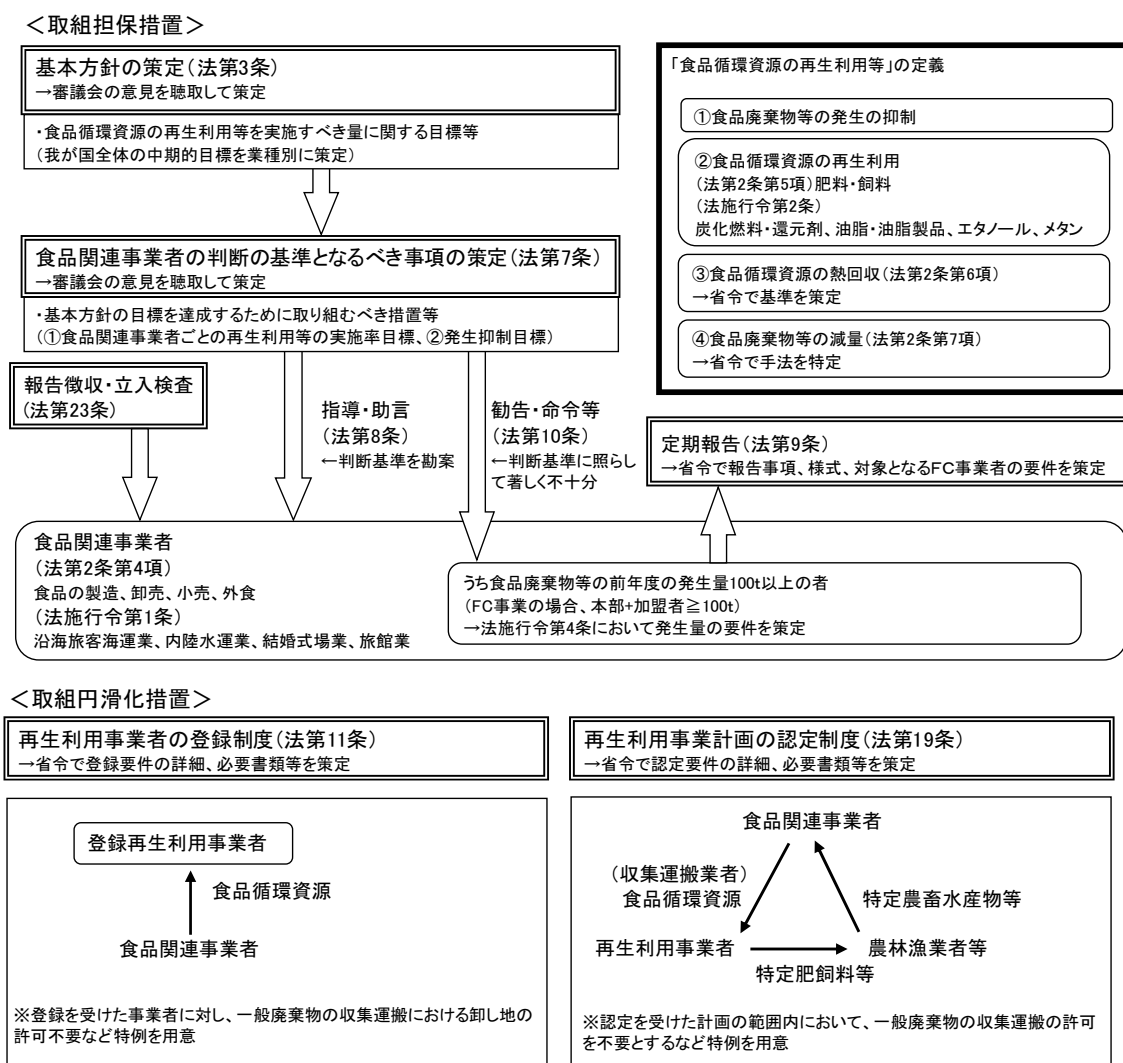 ＜取組担保措置＞
基本方針の策定(法第3条)
→審議会の意見を聴取して策定
・食品循環資源の再生利用等を実施すべき量に関する目標等
(我が国全体の中期的目標を業種別に策定)
食品関連事業者の判断の基準となるべき事項の策定(法第7条)
→審議会の意見を聴取して策定
・基本方針の目標を達成するために取り組むべき措置等
(①食品関連事業者ごとの再生利用等の実施率目標、②発生抑制目標)
「食品循環資源の再生利用等」の定義
①食品廃棄物等の発生の抑制
②食品循環資源の再生利用
(法第2条第5項)肥料・飼料
(法施行令第2条)
炭化燃料・還元剤、油脂・油脂製品、エタノール、メタン
③食品循環資源の熱回収(法第2条第6項)
→省令で基準を策定
④食品廃棄物等の減量(法第2条第7項)
→省令で手法を特定
報告徴収・立入検査
(法第23条)
指導・助言
(法第8条)
←判断基準を勘案
勧告・命令等
(法第10条)
←判断基準に照らし
て著しく不十分
定期報告(法第9条)
→省令で報告事項、様式、対象となるFC事業者の要件を策定
食品関連事業者
(法第2条第4項)
食品の製造、卸売、小売、外食
(法施行令第1条)
沿海旅客海運業、内陸水運業、結婚式場業、旅館業
うち食品廃棄物等の前年度の発生量100t以上の者
(FC事業の場合、本部+加盟者≧100t)
→法施行令第4条において発生量の要件を策定
＜取組円滑化措置＞
再生利用事業者の登録制度(法第11条)
→省令で登録要件の詳細、必要書類等を策定
登録再生利用事業者
食品循環資源
食品関連事業者
※登録を受けた事業者に対し、一般廃棄物の収集運搬における卸し地の
許可不要など特例を用意
再生利用事業計画の認定制度(法第19条)
→省令で認定要件の詳細、必要書類等を策定
食品関連事業者
(収集運搬業者)
食品循環資源
特定農畜水産物等
再生利用事業者
農林漁業者等
特定肥飼料等
※認定を受けた計画の範囲内において、一般廃棄物の収集運搬の許可
を不要とするなど特例を用意